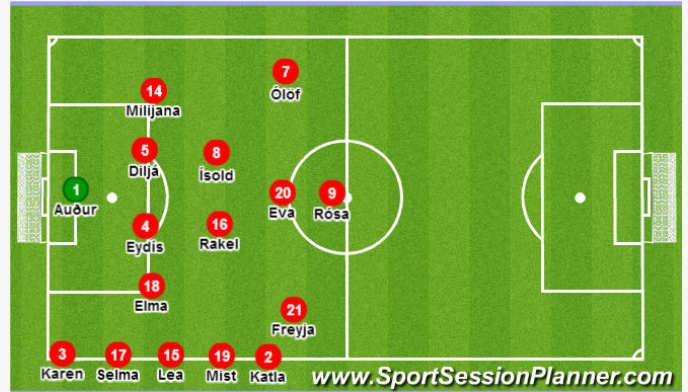 7
Ólöf
14
Milijana
5
Diljá
8
Ísold
1
Auður
20
Eva
9
Rósa
4
Eydís
16
Rakel
18
Elma
21
Freyja
3
Karen
17
Selma
15
Lea
19
Mist
2
Katla
www.SportSessionPlanner.com